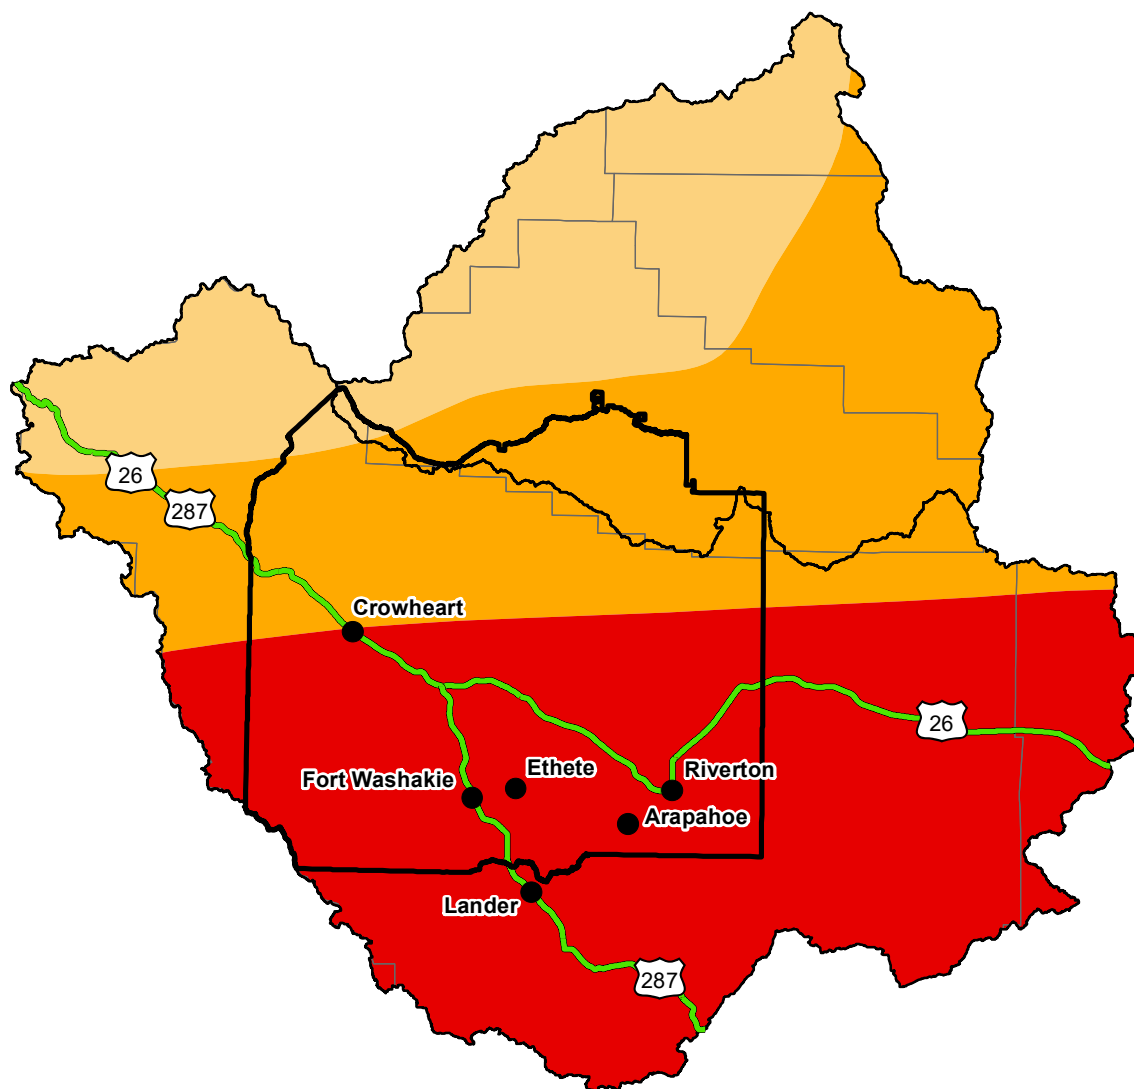 26
287
Crowheart
26
Ethete
Riverton
Fort Washakie
Arapahoe
Lander
287